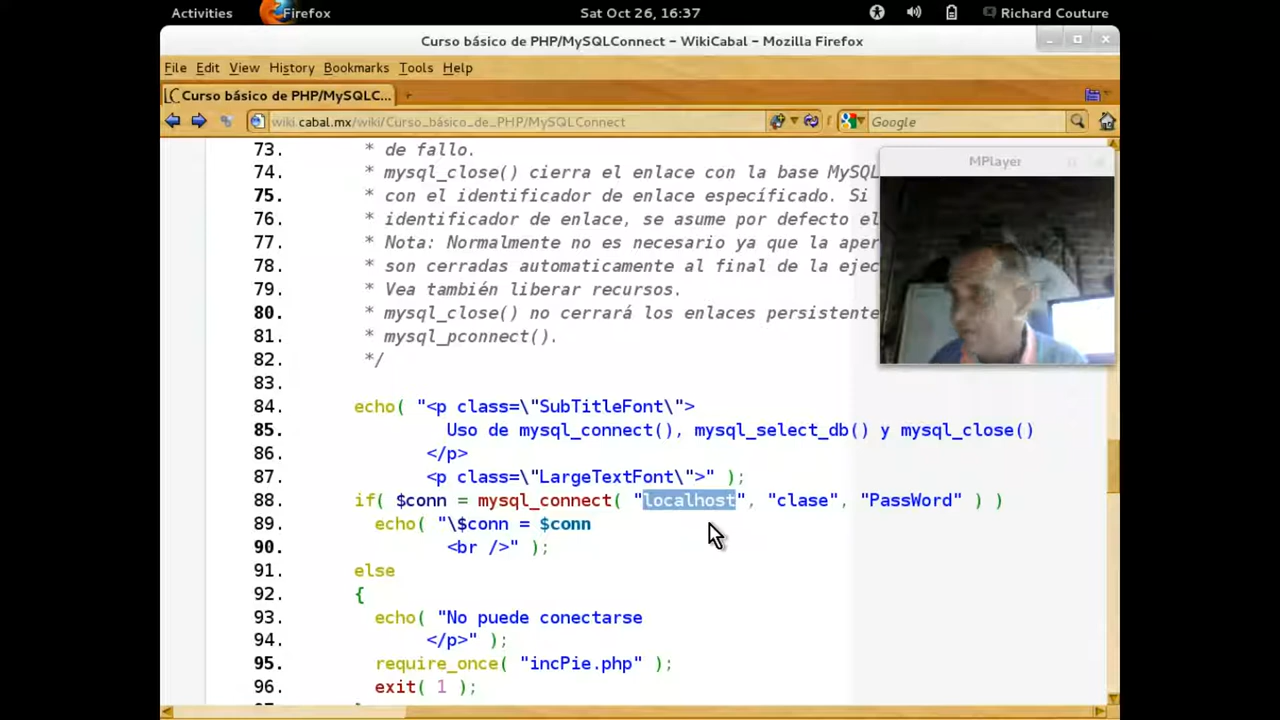 Activities Firefox Sat Oct 26, 16:37 Richard Couture
Curso básico de PHP/MySQLConnect – WikiCabal – Mozilla Firefox
File Edit View History Bookmarks Tools Help
Curso básico de PHP/MySQLC...
wiki.cabal.mx/wiki/Curso_básico_de_PHP/MySQLConnect Google
MPlayer
73. * de fallo.
74. * mysql_close() cierra el enlace con la base MySQL
75. * con el identificador de enlace específicado. Si
76. * identificador de enlace, se asume por defecto el
77. * Nota: Normalmente no es necesario ya que la aper
78. * son cerradas automaticamente al final de la ejec
79. * Vea también liberar recursos.
80. * mysql_close() no cerrará los enlaces persistente
81. * mysql_pconnect().
82. */
83.
84. echo( "<p class=\"SubTitleFont\">
85. Uso de mysql_connect(), mysql_select_db() y mysql_close()
86. </p>
87. <p class=\"LargeTextFont\">" );
88. if( $conn = mysql_connect( "localhost", "clase", "PassWord" ) )
89. echo( "\$conn = $conn
90. <br />" );
91. else
92. {
93. echo( "No puede conectarse
94. </p>" );
95. require_once( "incPie.php" );
96. exit( 1 );